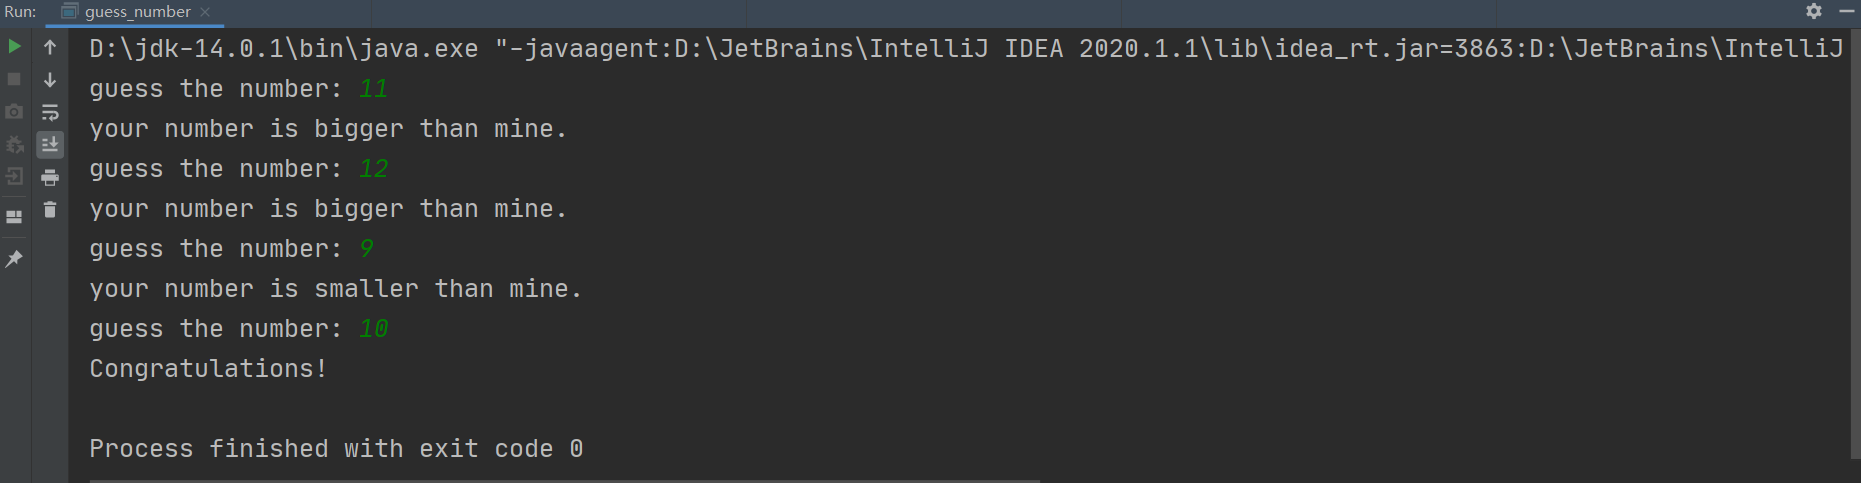 Run: guess_number
D:\jdk-14.0.1\bin\java.exe "-javaagent:D:\JetBrains\IntelliJ IDEA 2020.1.1\lib\idea_rt.jar=3863:D:\JetBrains\IntelliJ
guess the number: 11
your number is bigger than mine.
guess the number: 12
your number is bigger than mine.
guess the number: 9
your number is smaller than mine.
guess the number: 10
Congratulations!
Process finished with exit code 0